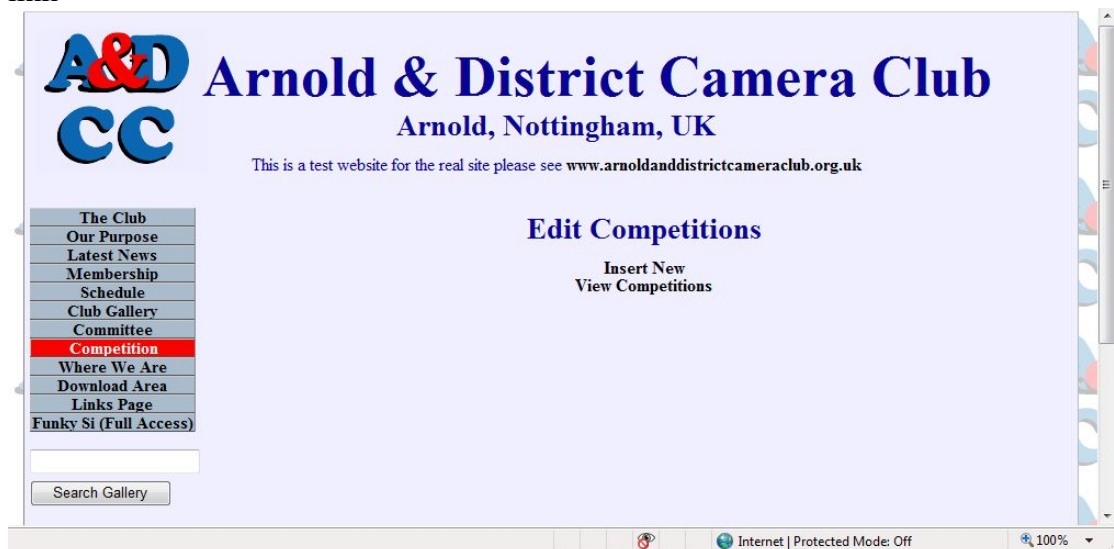 A&D
CC
Arnold & District Camera Club
Arnold, Nottingham, UK
This is a test website for the real site please see www.arnoldanddistrictcameraclub.org.uk
The Club
Our Purpose
Latest News
Membership
Schedule
Club Gallery
Committee
Competition
Where We Are
Download Area
Links Page
Funky Si (Full Access)
Search Gallery
Edit Competitions
Insert New
View Competitions
Internet | Protected Mode: Off
100%